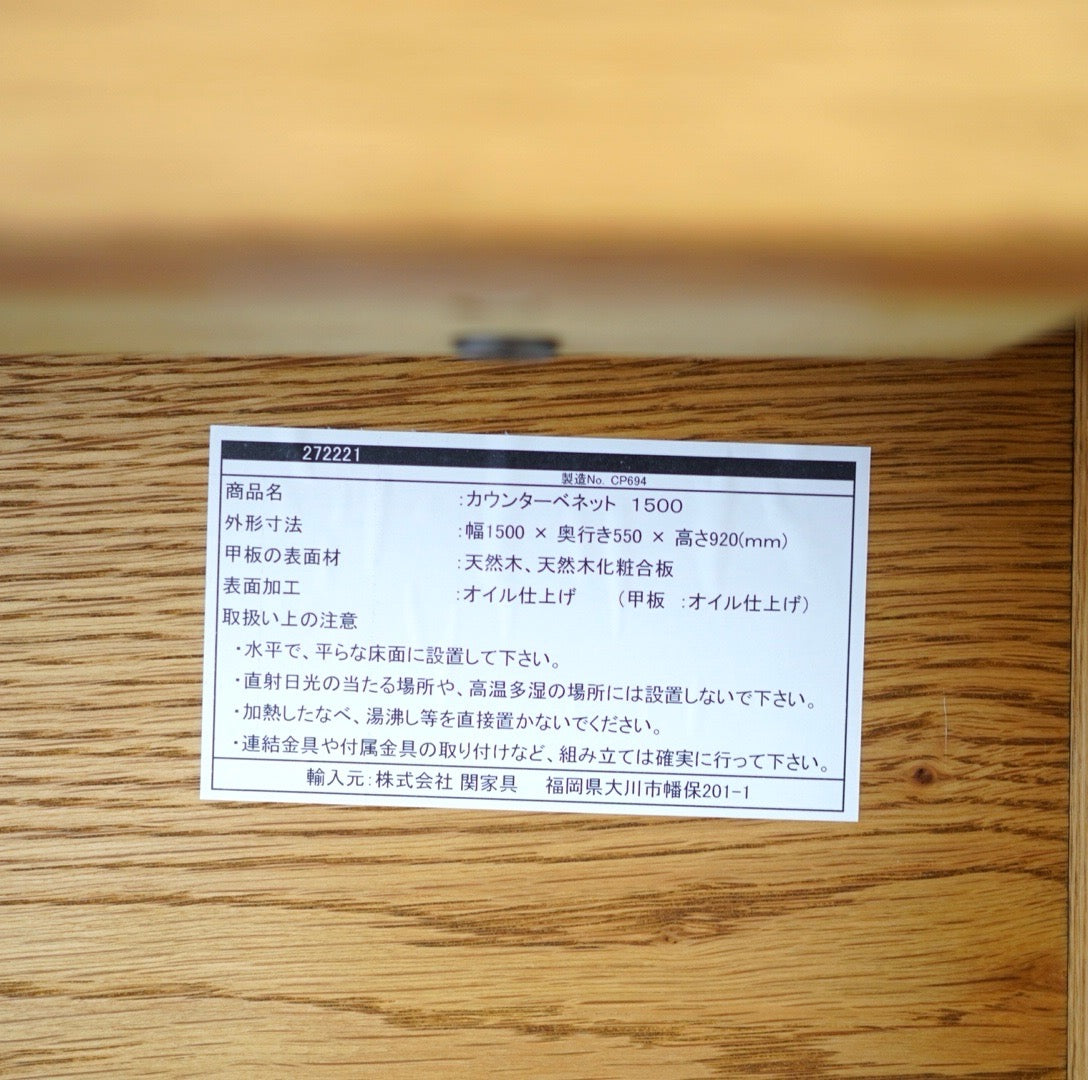 272221
製造No. CP694
商品名 :カウンターベネット 1500
外形寸法 :幅1500 × 奥行き550 × 高さ920(mm)
甲板の表面材 :天然木、天然木化粧合板
表面加工 :オイル仕上げ (甲板 :オイル仕上げ)
取扱い上の注意
・水平で、平らな床面に設置して下さい。
・直射日光の当たる場所や、高温多湿の場所には設置しないで下さい。
・加熱したなべ、湯沸し等を直接置かないでください。
・連結金具や付属金具の取り付けなど、組み立ては確実に行って下さい。
輸入元:株式会社 関家具 福岡県大川市幡保201-1